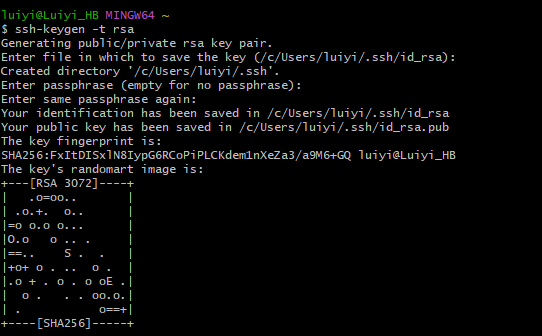 luiyi@Luiyi_HB MINGW64 ~
$ ssh-keygen -t rsa
Generating public/private rsa key pair.
Enter file in which to save the key (/c/Users/luiyi/.ssh/id_rsa):
Created directory '/c/Users/luiyi/.ssh'.
Enter passphrase (empty for no passphrase):
Enter same passphrase again:
Your identification has been saved in /c/Users/luiyi/.ssh/id_rsa
Your public key has been saved in /c/Users/luiyi/.ssh/id_rsa.pub
The key fingerprint is:
SHA256:FxItDISxlN8IypG6RCoPiPLCKdem1nXeZa3/a9M6+GQ luiyi@Luiyi_HB
The key's randomart image is:
+---[RSA 3072]----+
|   .o=oo..       |
| .o.+.  o..      |
|=o o.o o...      |
|O.o   o .. .     |
|==..    S .  .   |
|+o+ o . ..  o .  |
|.o + . o . o oE .|
|  o .   . . oo.o.|
| .          o==+|
+----[SHA256]-----+